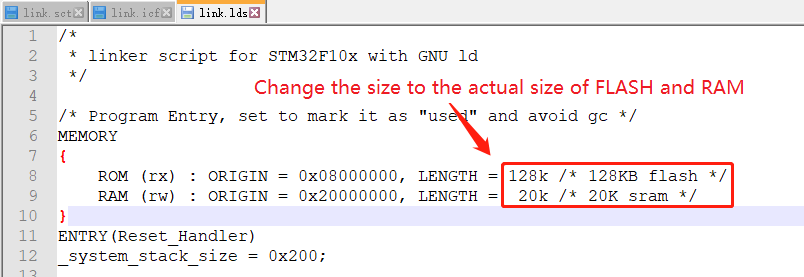 link.sct link.icf link.lds
1 /*
2  * linker script for STM32F10x with GNU ld
3  */
4
Change the size to the actual size of FLASH and RAM
5 /* Program Entry, set to mark it as "used" and avoid gc */
6 MEMORY
7 {
8     ROM (rx) : ORIGIN = 0x08000000, LENGTH = 128k /* 128KB flash */
9     RAM (rw) : ORIGIN = 0x20000000, LENGTH =  20k /* 20K sram */
10 }
11 ENTRY(Reset_Handler)
12 _system_stack_size = 0x200;
13